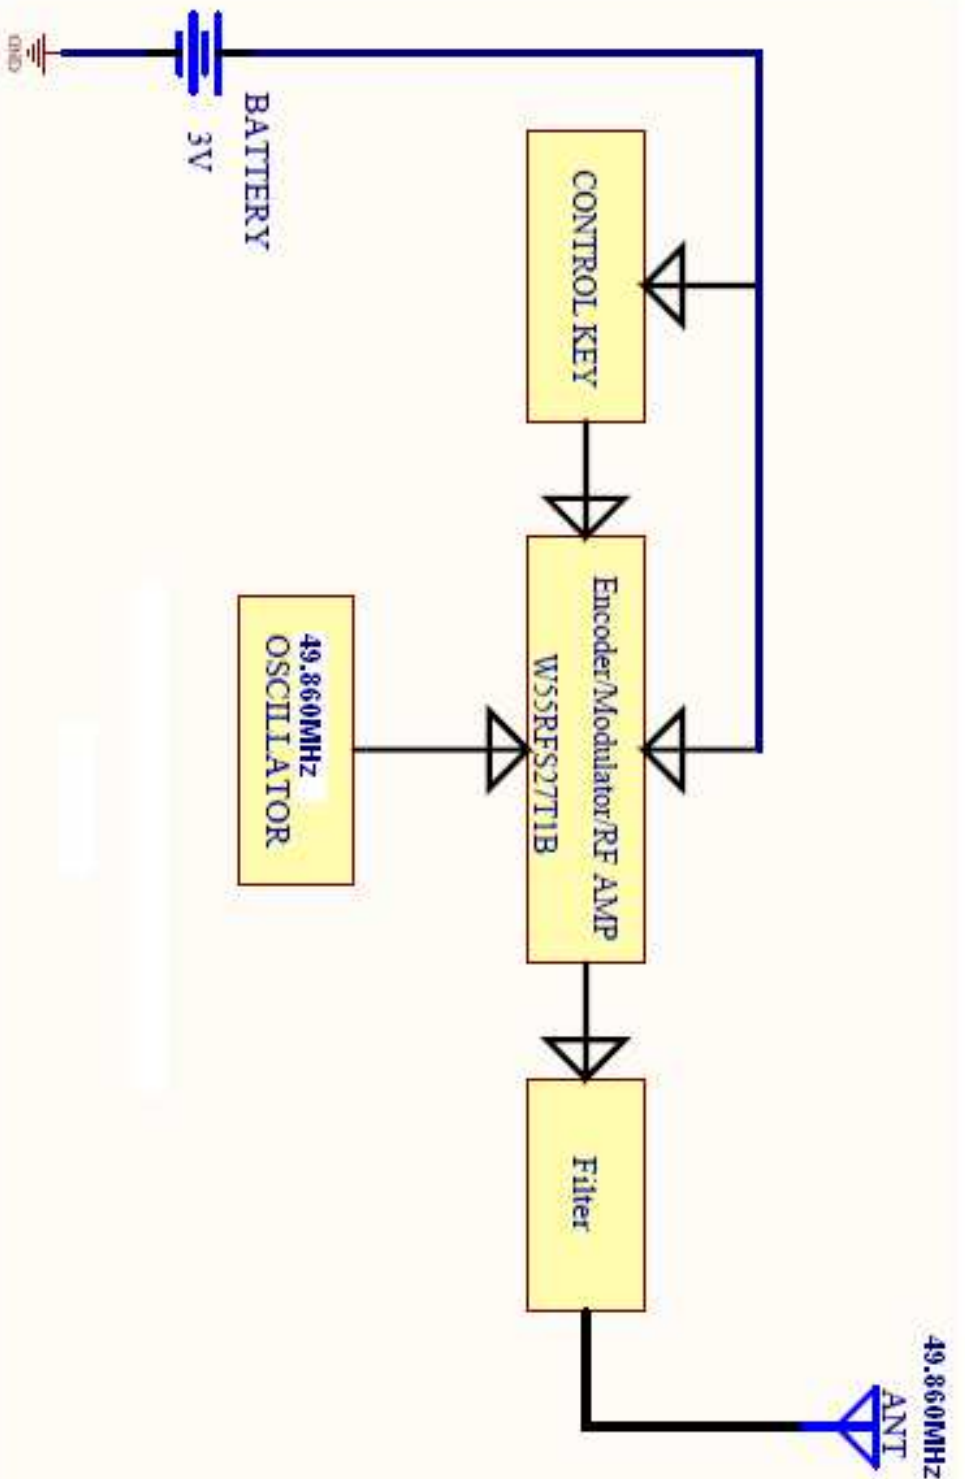 49.860MHz
ANT
CONTROL KEY
Encoder/Modulator/RF AMP
W55RFS27T1B
Filter
49.860MHz
OSCILLATOR
BATTERY
3V
GND